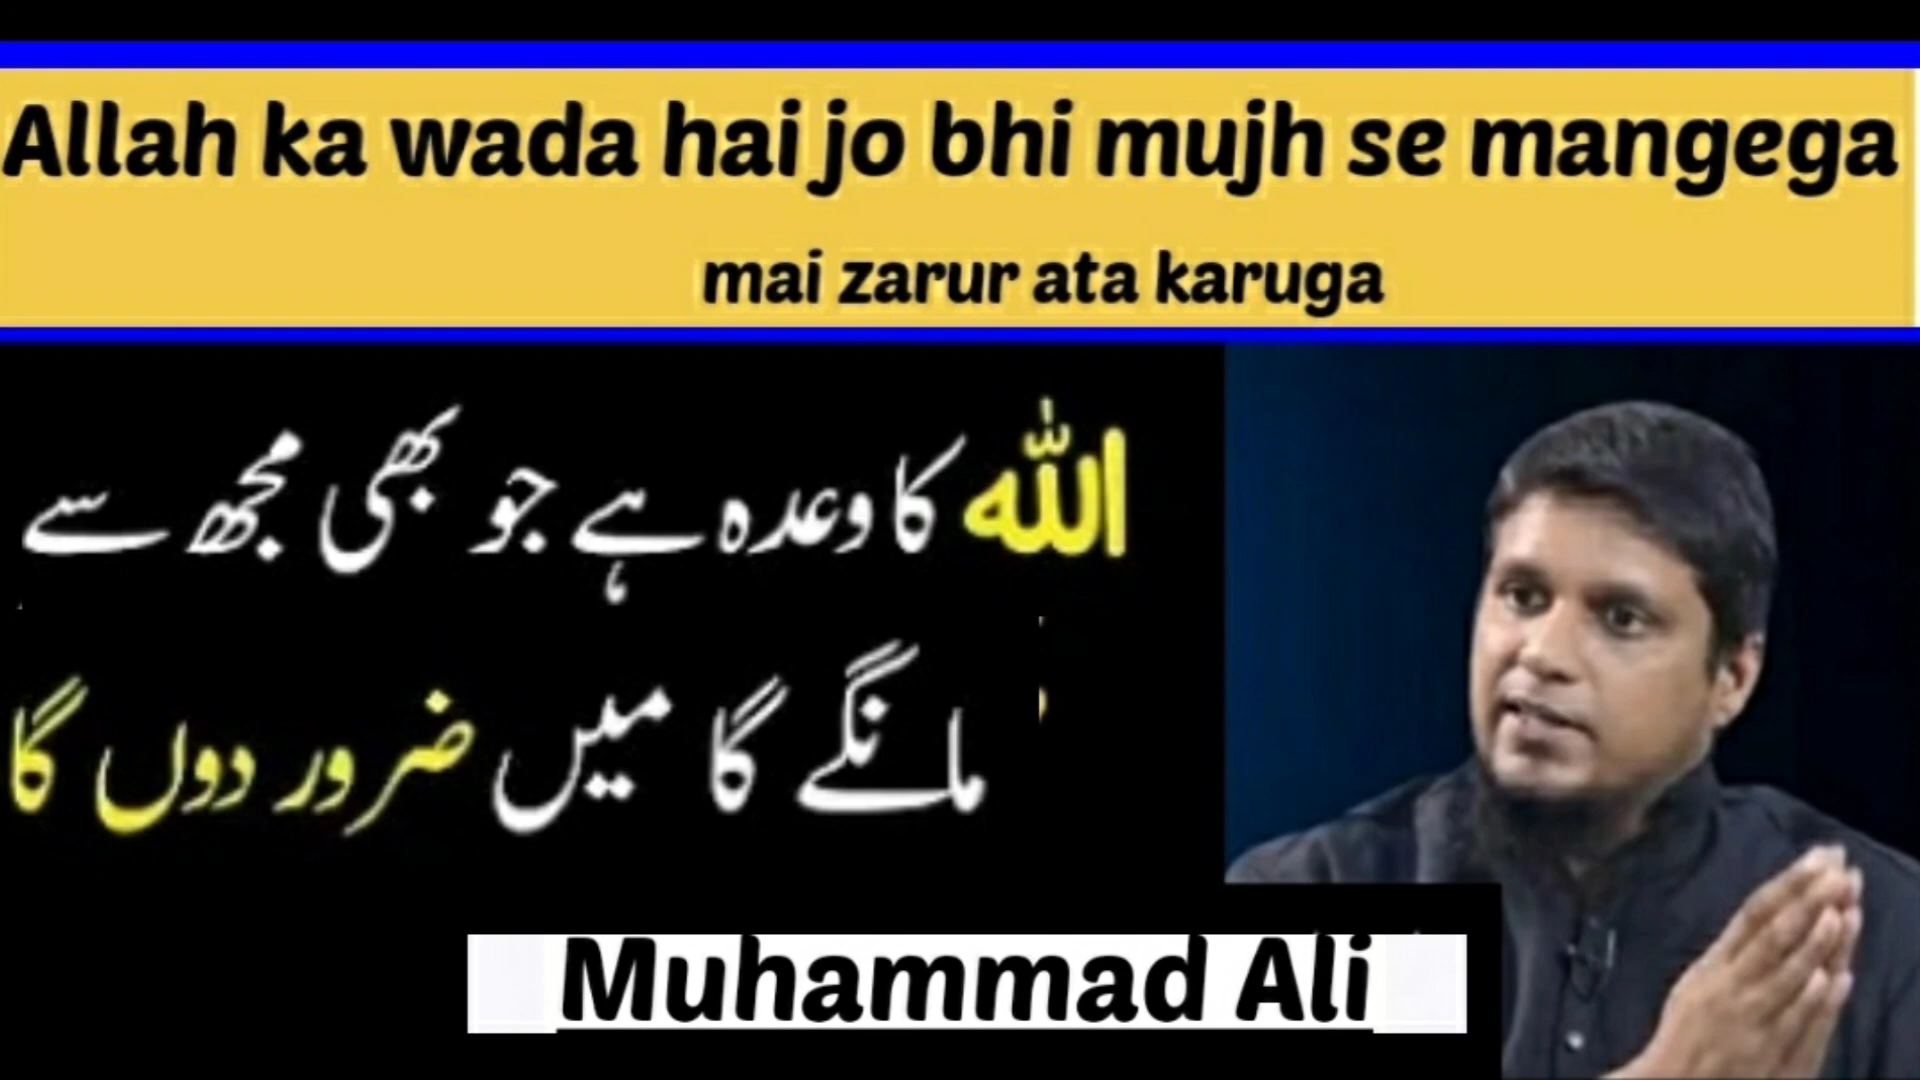 Allah ka wada hai jo bhi mujh se mangega
mai zarur ata karuga
اللہ کا وعدہ ہے جو بھی مجھ سے
مانگے گا میں ضرور دوں گا
Muhammad Ali